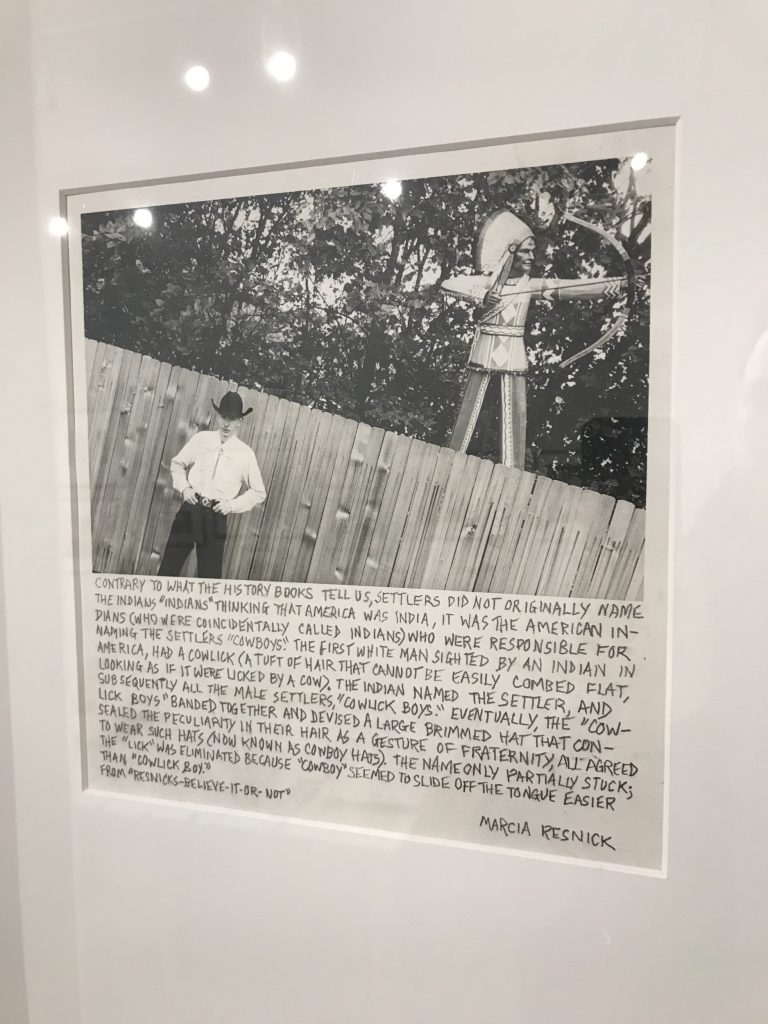 CONTRARY TO WHAT THE HISTORY BOOKS TELL US, SETTLERS DID NOT ORIGINALLY NAME
THE INDIANS "INDIANS" THINKING THAT AMERICA WAS INDIA, IT WAS THE AMERICAN IN-
DIANS (WHO WERE COINCIDENTALLY CALLED INDIANS) WHO WERE RESPONSIBLE FOR
NAMING THE SETTLERS "COWBOYS." THE FIRST WHITE MAN SIGHTED BY AN INDIAN IN
AMERICA, HAD A COWLICK (A TUFT OF HAIR THAT CANNOT BE EASILY COMBED FLAT,
LOOKING AS IF IT WERE LICKED BY A COW). THE INDIAN NAMED THE SETTLER, AND
SUBSEQUENTLY ALL THE MALE SETTLERS, "COWLICK BOYS." EVENTUALLY, THE "COW-
LICK BOYS" BANDED TOGETHER AND DEVISED A LARGE BRIMMED HAT THAT CON-
SEALED THE PECULIARITY IN THEIR HAIR AS A GESTURE OF FRATERNITY, ALL AGREED
TO WEAR SUCH HATS (NOW KNOWN AS COWBOY HATS). THE NAME ONLY PARTIALLY STUCK;
THE "LICK" WAS ELIMINATED BECAUSE "COWBOY" SEEMED TO SLIDE OFF THE TONGUE EASIER
THAN "COWLICK BOY."
FROM "RESNICKS-BELIEVE-IT-OR-NOT"
MARCIA RESNICK